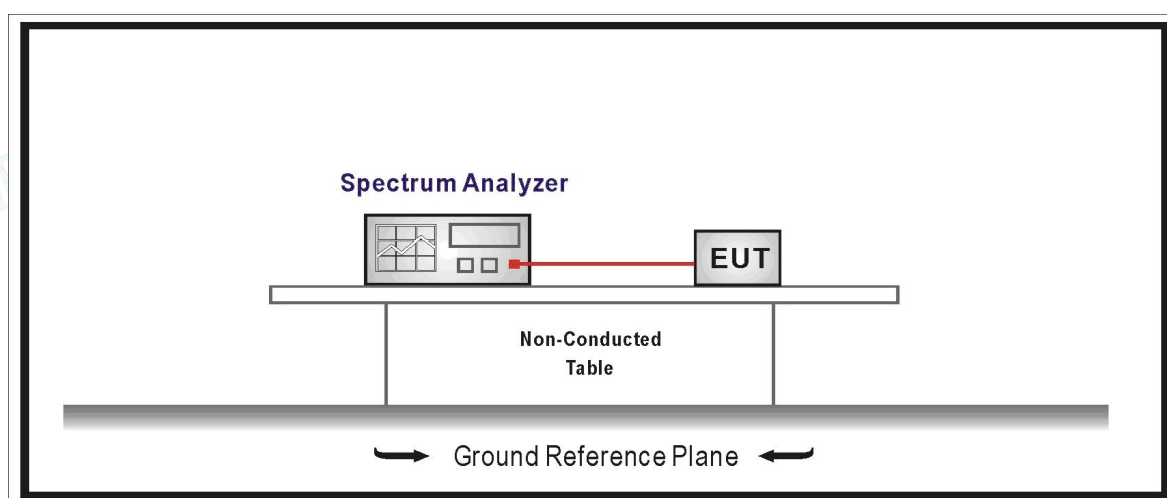 Spectrum Analyzer
EUT
Non-Conducted
Table
Ground Reference Plane